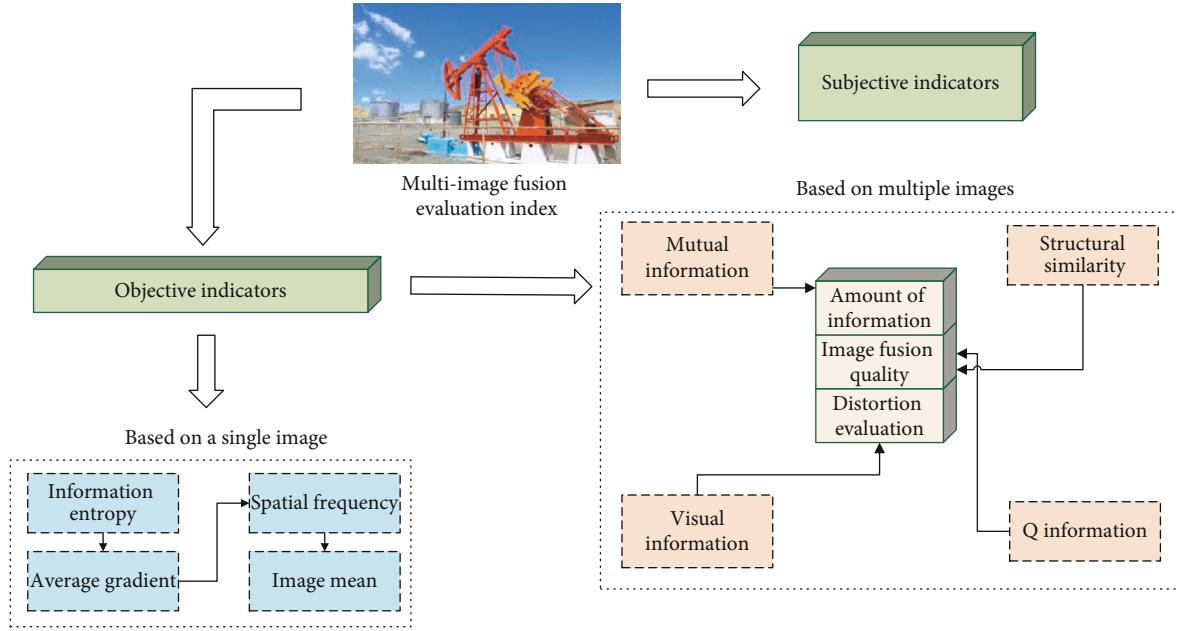 Subjective indicators
Multi-image fusion
evaluation index
Based on multiple images
Objective indicators
Mutual
information
Structural
similarity
Amount of
information
Image fusion
quality
Distortion
evaluation
Visual
information
Q information
Based on a single image
Information
entropy
Spatial frequency
Average gradient
Image mean